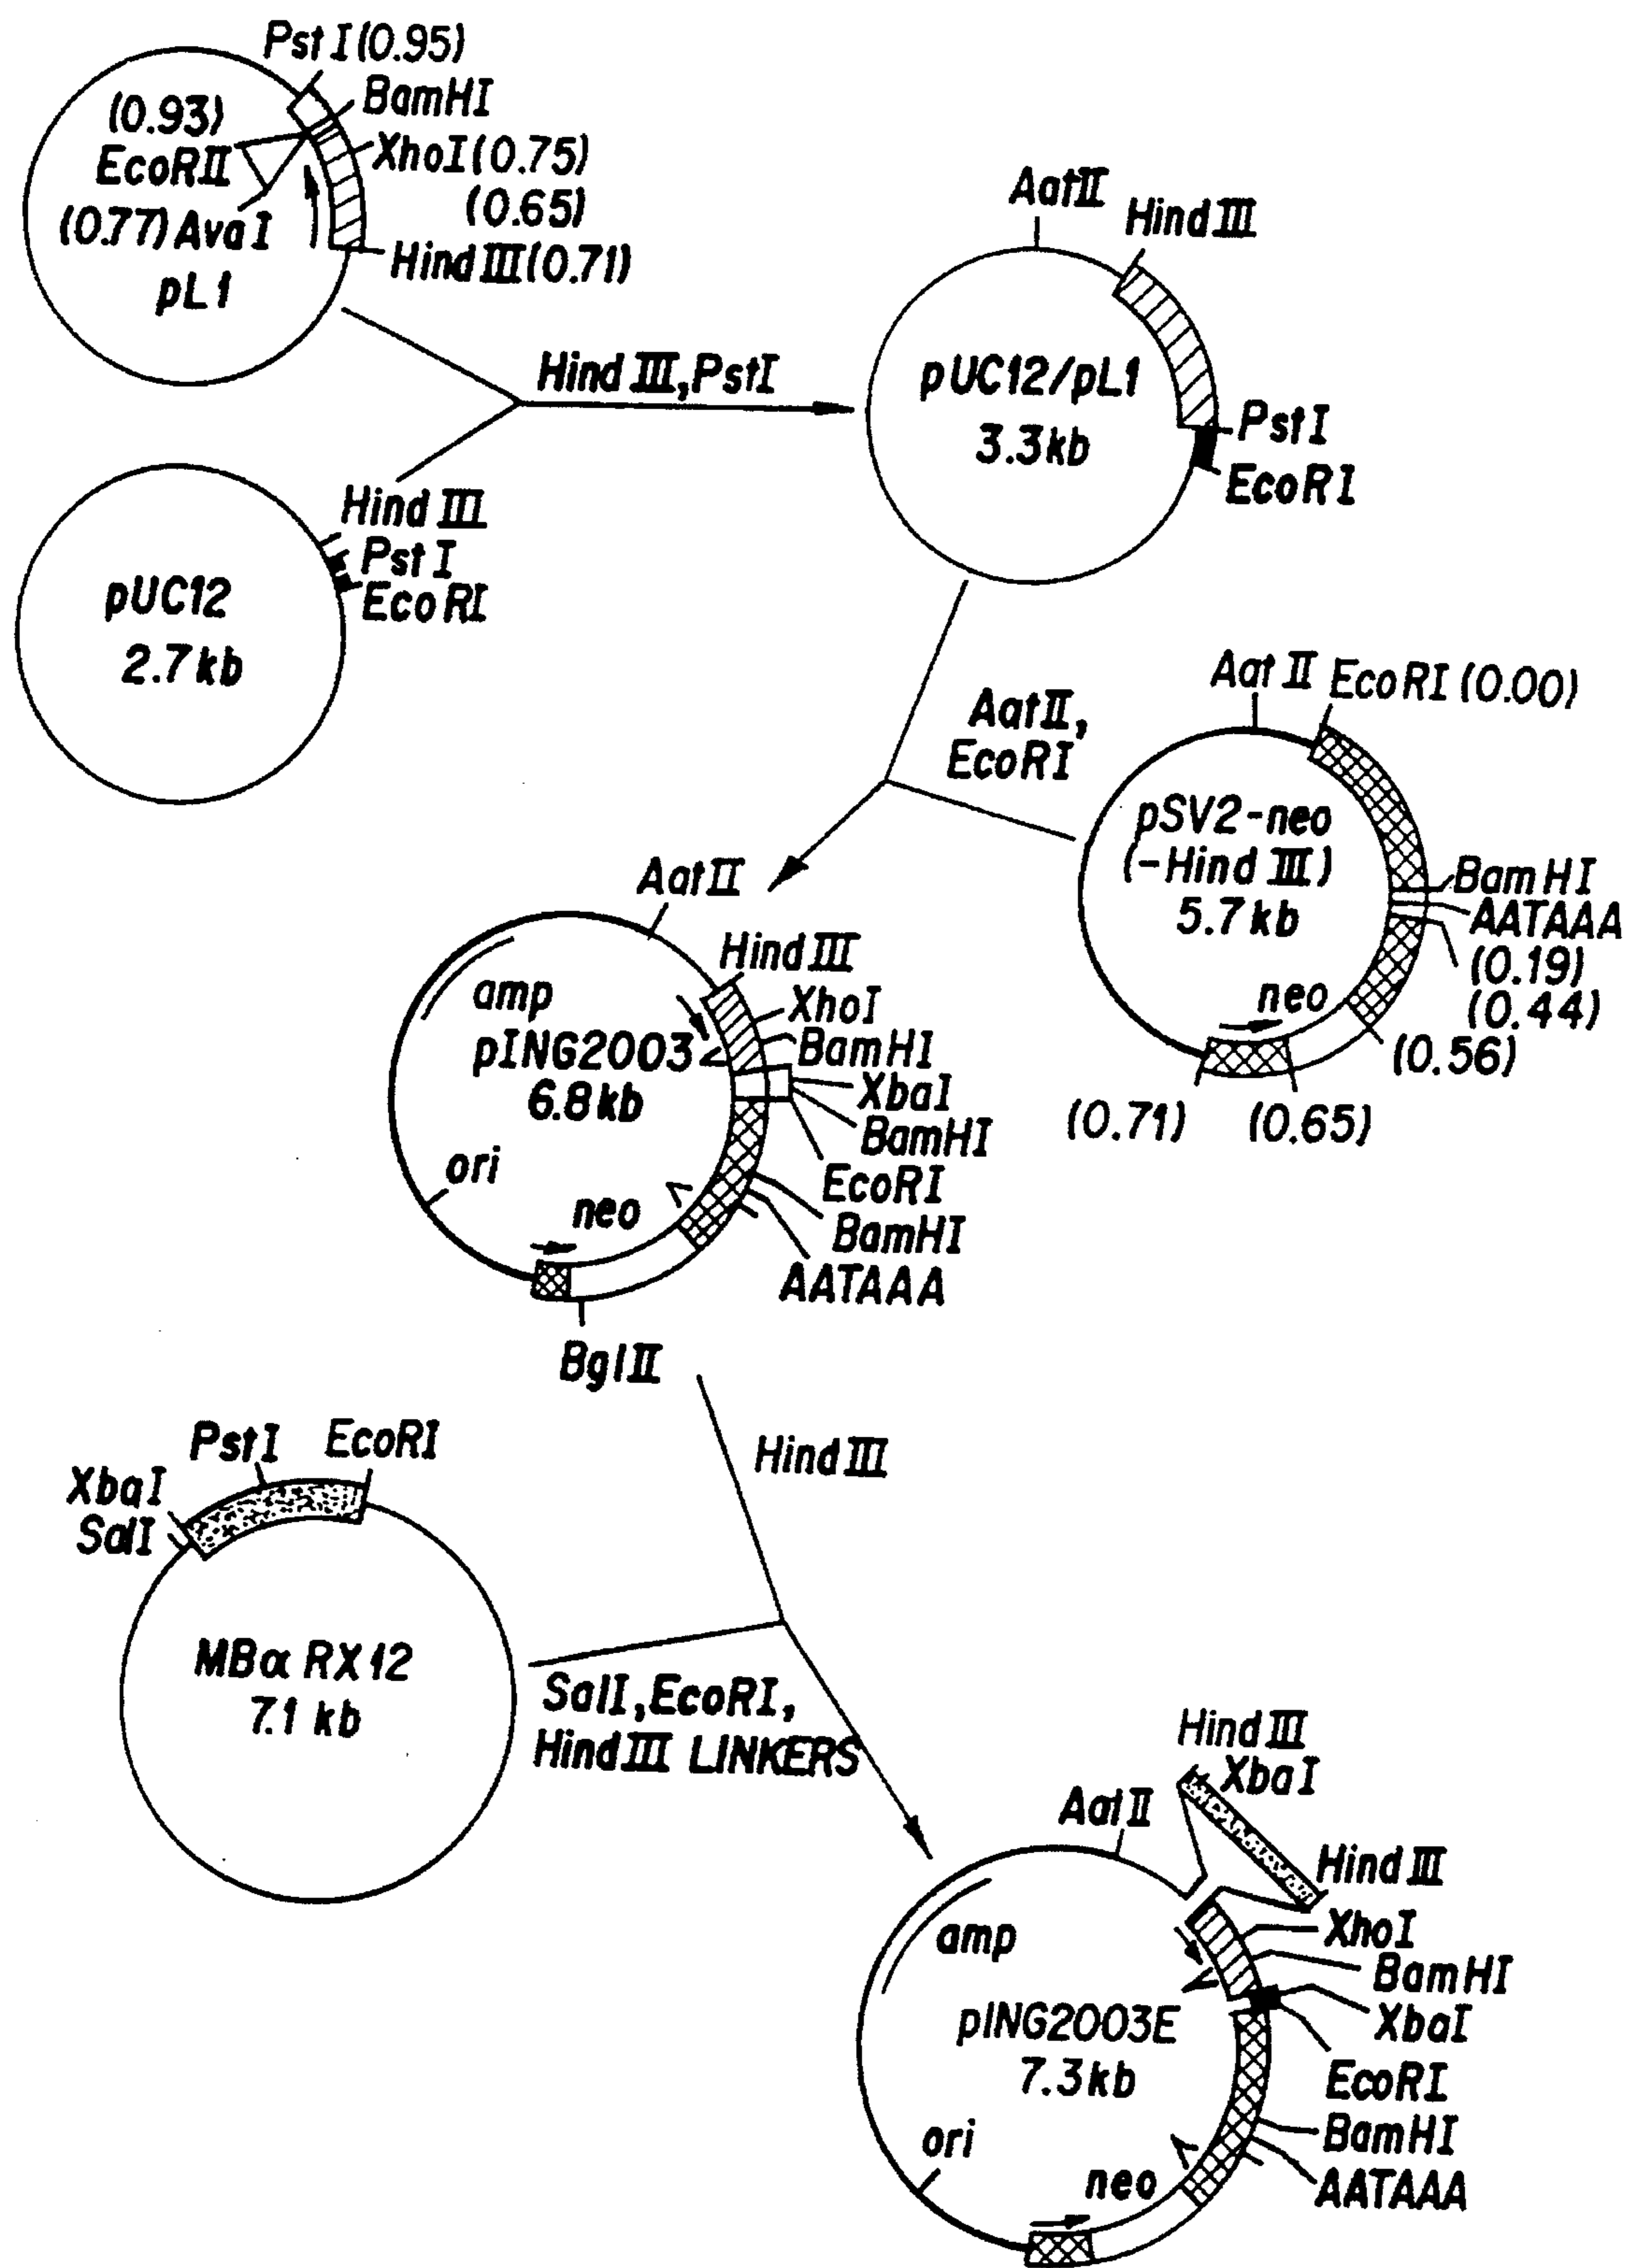 PstI(0.95)
BamHI
(0.93)
EcoRII
XhoI(0.75)
(0.65)
(0.77)AvaI
HindIII(0.71)
pL1
HindIII,PstI
HindIII
PstI
EcoRI
pUC12
2.7kb
AatII
HindIII
pUC12/pL1
3.3kb
PstI
EcoRI
AatII,
EcoRI
AatII EcoRI(0.00)
pSV2-neo
(-HindIII)
5.7kb
BamHI
AATAAA
(0.19)
(0.44)
neo
(0.56)
(0.71) (0.65)
AatII
HindIII
amp
XhoI
pING2003
BamHI
6.8kb
XbaI
BamHI
ori
EcoRI
neo
BamHI
AATAAA
BglII
HindIII
PstI EcoRI
XbaI
SalI
MBα RX12
7.1 kb
SalI,EcoRI,
HindIII LINKERS
HindIII
XbaI
AatII
HindIII
amp
XhoI
BamHI
pING2003E
XbaI
7.3kb
EcoRI
ori
BamHI
neo
AATAAA